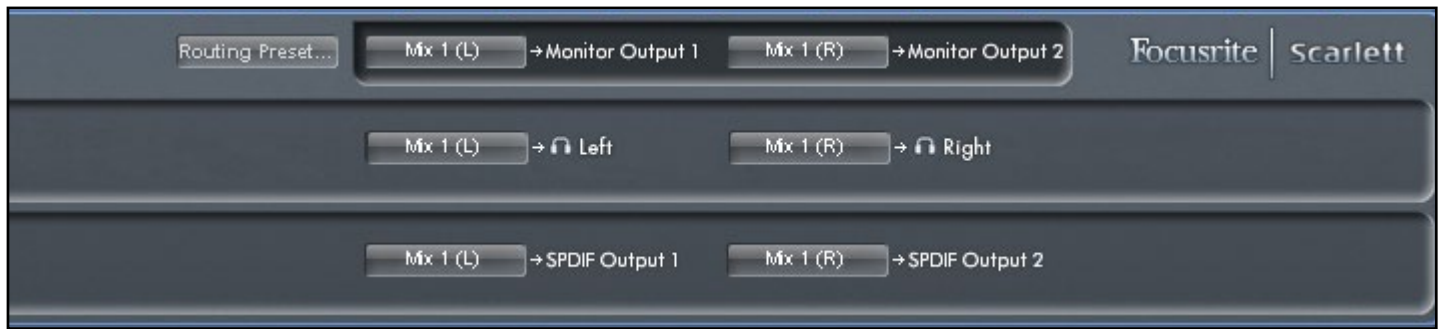 Routing Preset... Mix 1 (L) → Monitor Output 1 Mix 1 (R) → Monitor Output 2 Focusrite | Scarlett
Mix 1 (L) → Left Mix 1 (R) → Right
Mix 1 (L) → SPDIF Output 1 Mix 1 (R) → SPDIF Output 2